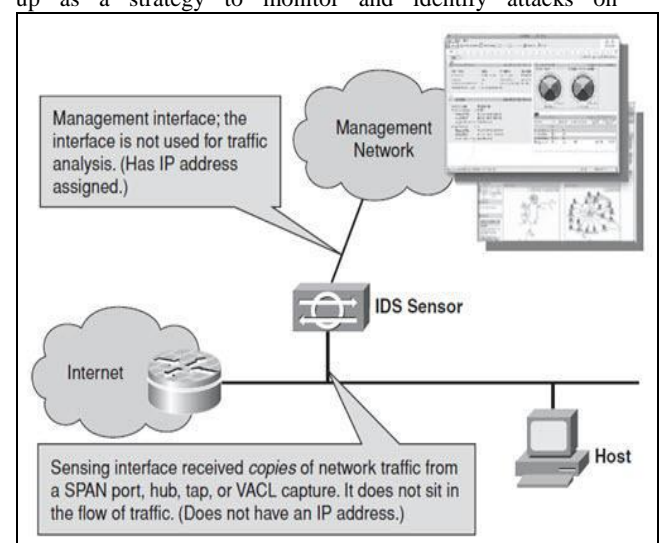 up as a strategy to monitor and identify attacks on
Management interface; the
interface is not used for traffic
analysis. (Has IP address
assigned.)
Management
Network
IDS Sensor
Internet
Sensing interface received copies of network traffic from
a SPAN port, hub, tap, or VACL capture. It does not sit in
the flow of traffic. (Does not have an IP address.)
Host